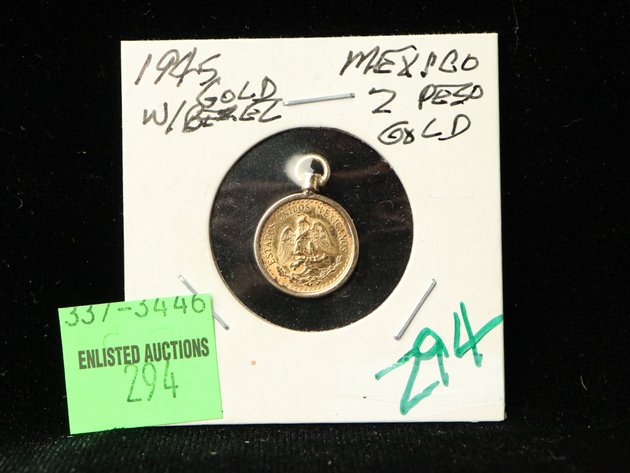 1945
GOLD
W/BEZEL
MEXICO
2 PESO
GOLD
ESTADOS UNIDOS MEXICANOS
337-3446
ENLISTED AUCTIONS
294
294